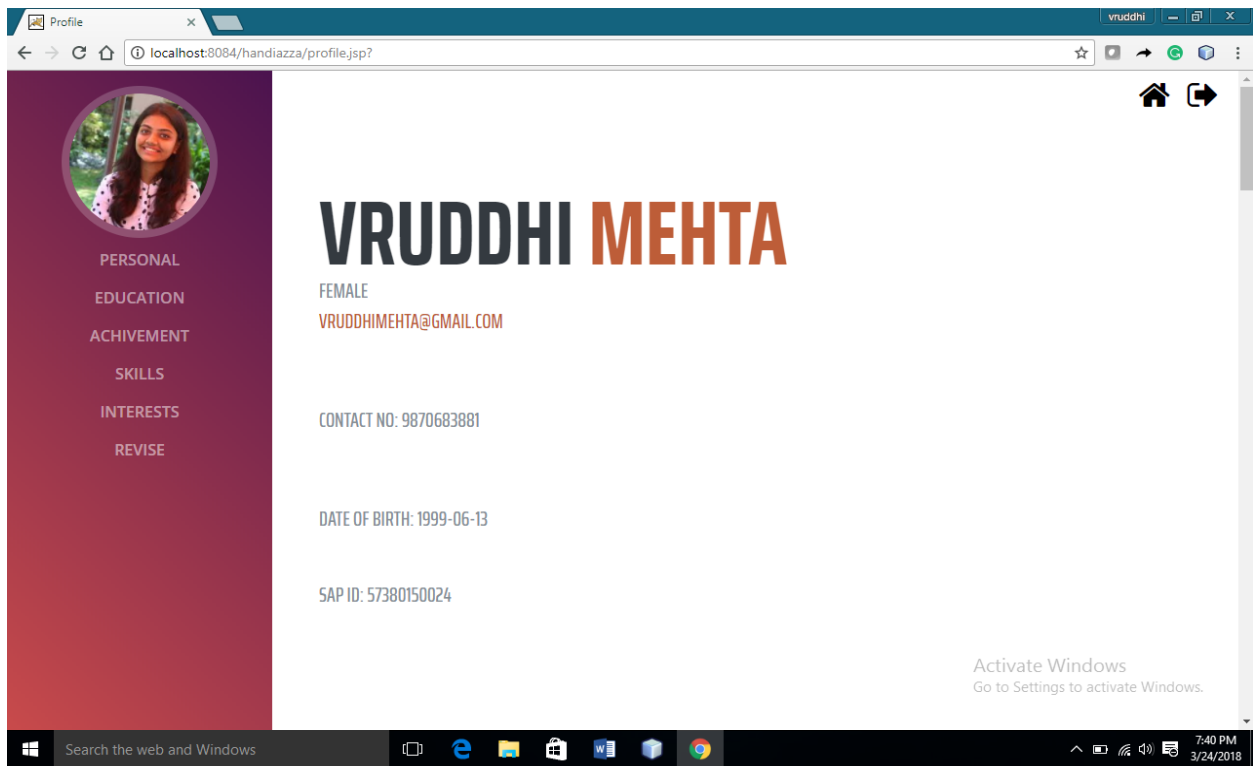 Profile
vruddhi
localhost:8084/handiazza/profile.jsp?
PERSONAL
EDUCATION
ACHIVEMENT
SKILLS
INTERESTS
REVISE
VRUDDHI MEHTA
FEMALE
VRUDDHIMEHTA@GMAIL.COM
CONTACT NO: 9870683881
DATE OF BIRTH: 1999-06-13
SAP ID: 57380150024
Activate Windows
Go to Settings to activate Windows.
Search the web and Windows
7:40 PM
3/24/2018